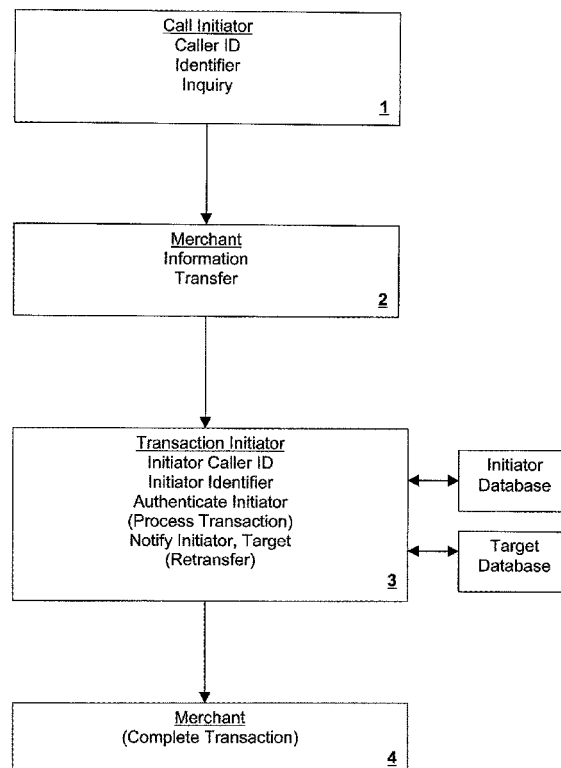 Call Initiator
Caller ID
Identifier
Inquiry
1
Merchant
Information
Transfer
2
Transaction Initiator
Initiator Caller ID
Initiator Identifier
Authenticate Initiator
(Process Transaction)
Notify Initiator, Target
(Retransfer)
3
Initiator
Database
Target
Database
Merchant
(Complete Transaction)
4